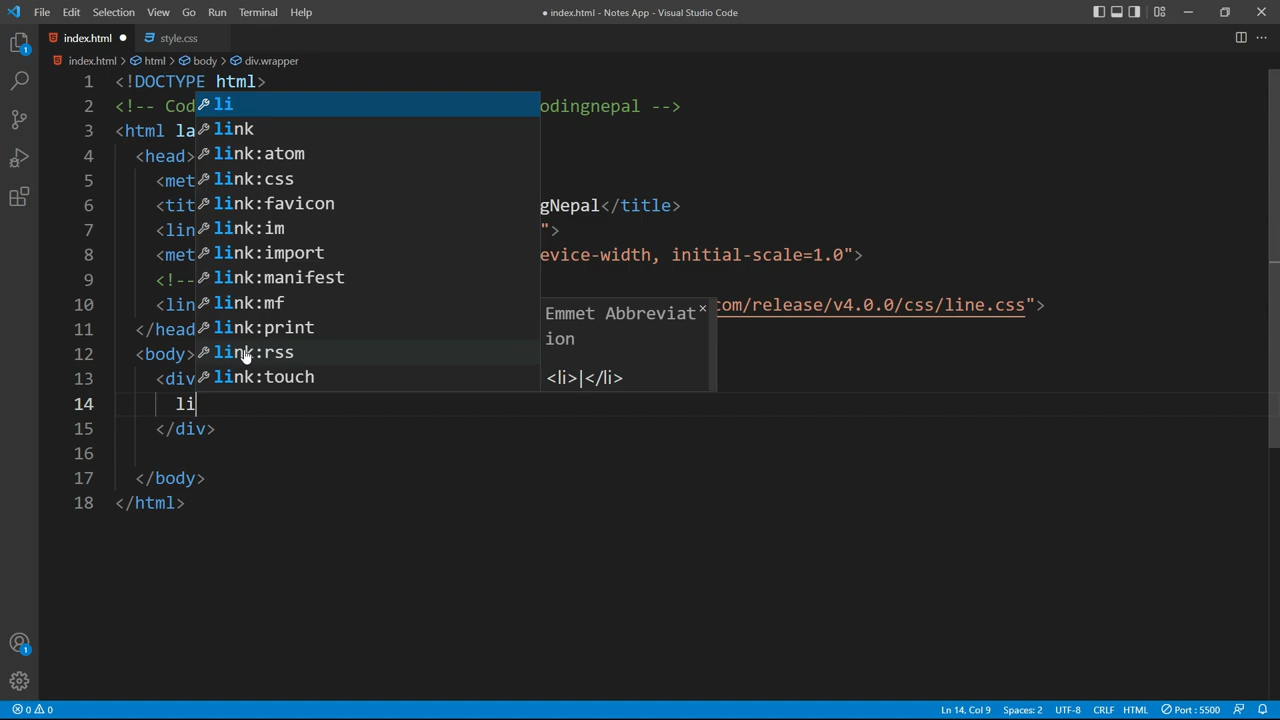 File Edit Selection View Go Run Terminal Help ● index.html - Notes App - Visual Studio Code
index.html ● style.css
index.html > html > body > div.wrapper
1 <!DOCTYPE html>
2 <!-- Cod odingnepal -->
3 <html la
4 <head>
5 <met
6 <tit gNepal</title>
7 <lin ">
8 <met evice-width, initial-scale=1.0">
9 <!--
10 <lin com/release/v4.0.0/css/line.css">
11 </head
12 <body>
13 <div
14 li
15 </div>
16
17 </body>
18 </html>
li
link
link:atom
link:css
link:favicon
link:im
link:import
link:manifest
link:mf
link:print
link:rss
link:touch
Emmet Abbreviat
ion
<li>|</li>
1
1
0 0 Ln 14, Col 9 Spaces: 2 UTF-8 CRLF HTML Port : 5500